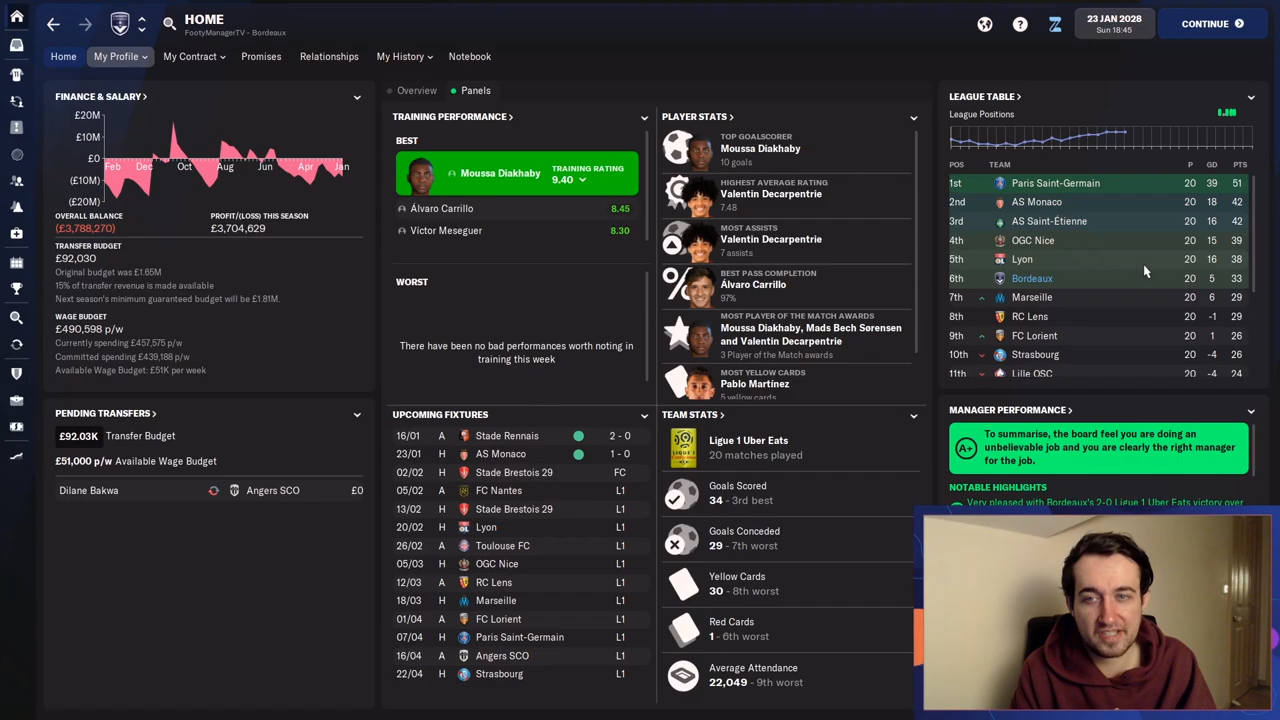 HOME
FootyManagerTV - Bordeaux
23 JAN 2028
Sun 18:45
CONTINUE
Home
My Profile
My Contract
Promises
Relationships
My History
Notebook
FINANCE & SALARY
£20M
£10M
£0
(£10M)
(£20M)
Feb Dec Oct Aug Jun Jan
OVERALL BALANCE
(£3,788,270)
PROFIT/(LOSS) THIS SEASON
£3,704,629
TRANSFER BUDGET
£92,030
Original budget was £1.65M
15% of transfer revenue is made available
Next season's minimum guaranteed budget will be £1.81M.
WAGE BUDGET
£490,598 p/w
Currently spending £457,575 p/w
Committed spending £439,188 p/w
Available Wage Budget: £51K per week
PENDING TRANSFERS
£92.03K Transfer Budget
£51,000 p/w Available Wage Budget
Dilane Bakwa Angers SCO £0
Overview
Panels
TRAINING PERFORMANCE
BEST
Moussa Diakhaby
TRAINING RATING
9.40
Álvaro Carrillo 8.45
Víctor Meseguer 8.30
WORST
There have been no bad performances worth noting in
training this week
UPCOMING FIXTURES
16/01 A Stade Rennais 2 - 0
23/01 H AS Monaco 1 - 0
02/02 H Stade Brestois 29 FC
05/02 A FC Nantes L1
13/02 H Stade Brestois 29 L1
20/02 H Lyon L1
26/02 A Toulouse FC L1
05/03 H OGC Nice L1
12/03 A RC Lens L1
18/03 H Marseille L1
01/04 A FC Lorient L1
07/04 H Paris Saint-Germain L1
16/04 A Angers SCO L1
22/04 H Strasbourg L1
PLAYER STATS
TOP GOALSCORER
Moussa Diakhaby
10 goals
HIGHEST AVERAGE RATING
Valentin Decarpentrie
7.48
MOST ASSISTS
Valentin Decarpentrie
7 assists
BEST PASS COMPLETION
Álvaro Carrillo
97%
MOST PLAYER OF THE MATCH AWARDS
Moussa Diakhaby, Mads Bech Sørensen
and Valentin Decarpentrie
3 Player of the Match awards
MOST YELLOW CARDS
Pablo Martínez
5 yellow cards
TEAM STATS
Ligue 1 Uber Eats
20 matches played
Goals Scored
34 - 3rd best
Goals Conceded
29 - 7th worst
Yellow Cards
30 - 8th worst
Red Cards
1 - 6th worst
Average Attendance
22,049 - 9th worst
LEAGUE TABLE
League Positions
POS TEAM P GD PTS
1st Paris Saint-Germain 20 39 51
2nd AS Monaco 20 18 42
3rd AS Saint-Étienne 20 16 42
4th OGC Nice 20 15 39
5th Lyon 20 16 38
6th Bordeaux 20 5 33
7th Marseille 20 6 29
8th RC Lens 20 -1 29
9th FC Lorient 20 1 26
10th Strasbourg 20 -4 26
11th Lille OSC 20 -4 24
MANAGER PERFORMANCE
A+
To summarise, the board feel you are doing an
unbelievable job and you are clearly the right manager
for the job.
NOTABLE HIGHLIGHTS
Very pleased with Bordeaux's 2-0 Ligue 1 Uber Eats victory over